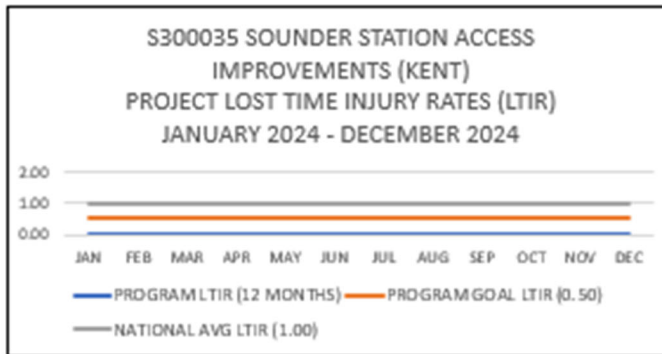 S300035 SOUNDER STATION ACCESS
IMPROVEMENTS (KENT)
PROJECT LOST TIME INJURY RATES (LTIR)
JANUARY 2024 - DECEMBER 2024
2.00
1.00
0.00
JAN FEB MAR APR MAY JUN JUL AUG SEP OCT NOV DEC
PROGRAM LTIR (12 MONTHS) PROGRAM GOAL LTIR (0.50)
NATIONAL AVG LTIR (1.00)